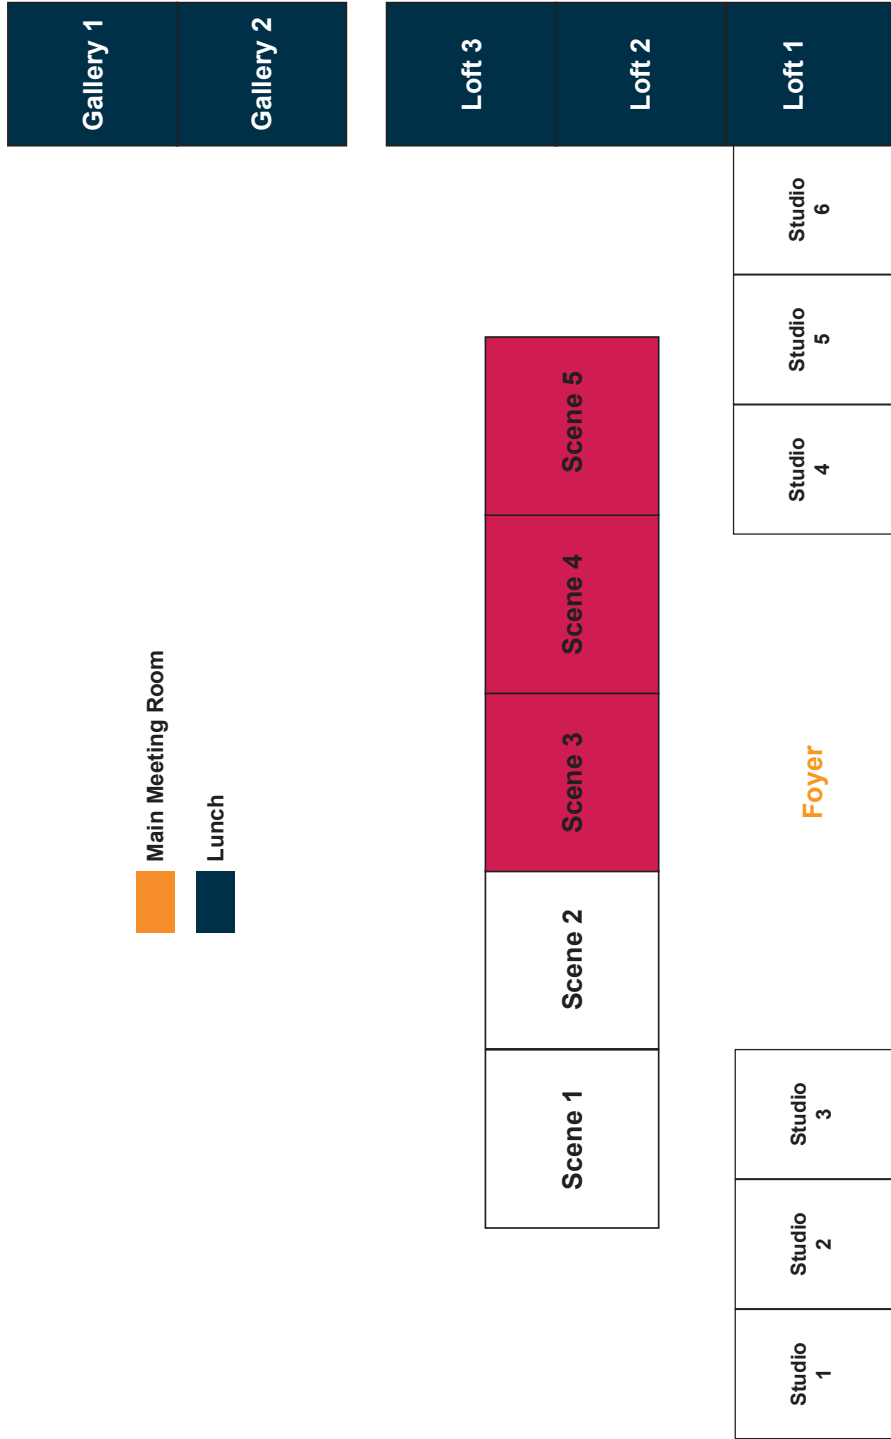 Gallery 1
Gallery 2
Loft 3
Loft 2
Loft 1
Studio
6
Studio
5
Studio
4
Scene 5
Scene 4
Scene 3
Scene 2
Scene 1
Main Meeting Room
Lunch
Foyer
Studio
3
Studio
2
Studio
1